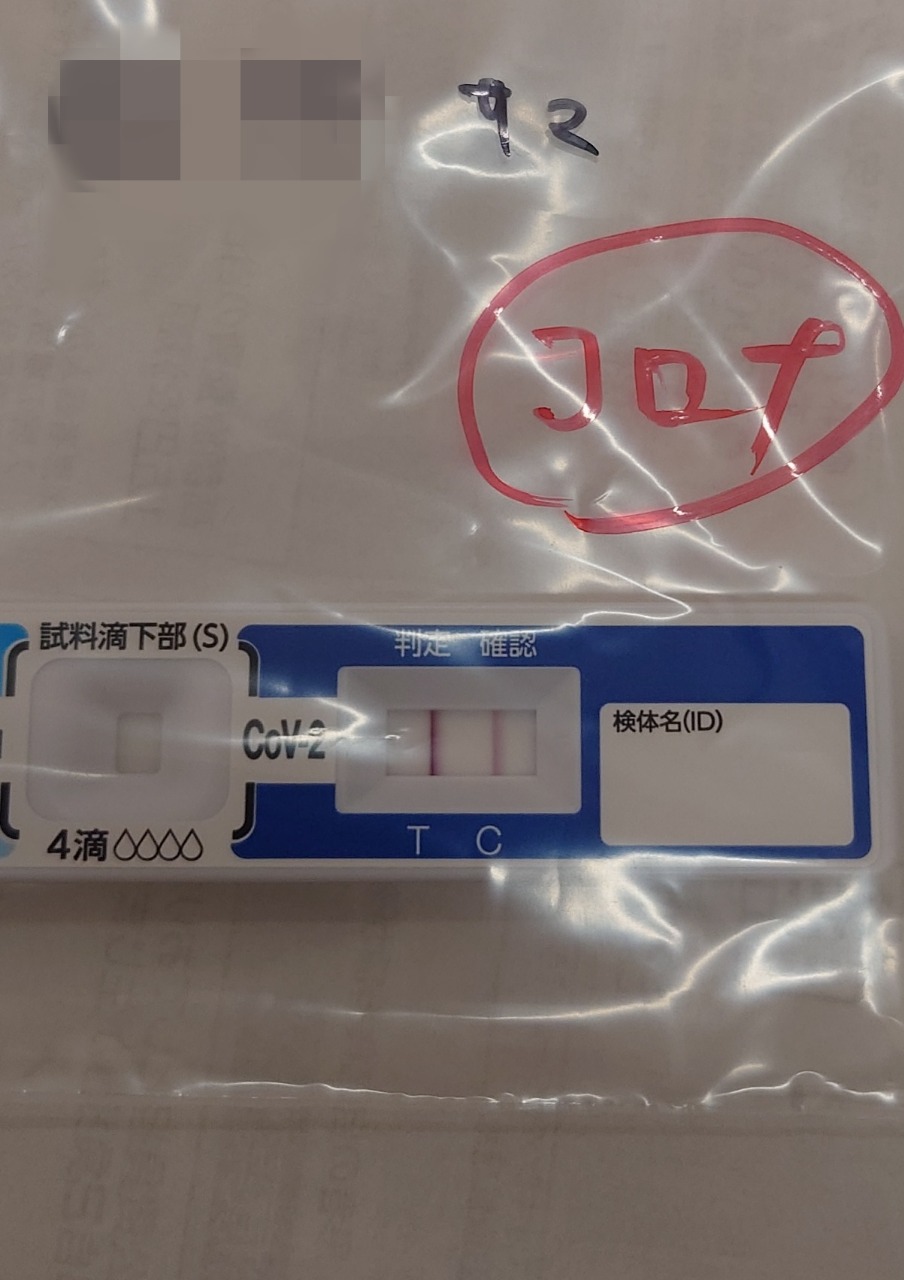 コロナ
試料滴下部(S)
判定 確認
CoV-2
検体名(ID)
4滴
T C